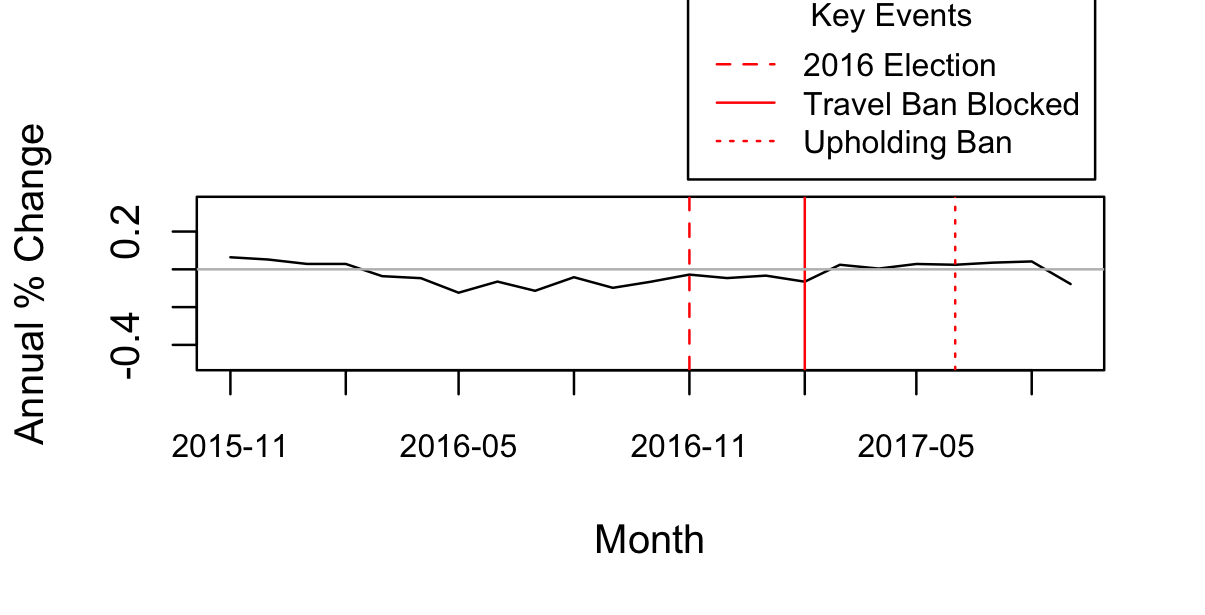 Key Events
2016 Election
Travel Ban Blocked
Upholding Ban
Annual % Change
0.2
-0.4
2015-11
2016-05
2016-11
2017-05
Month